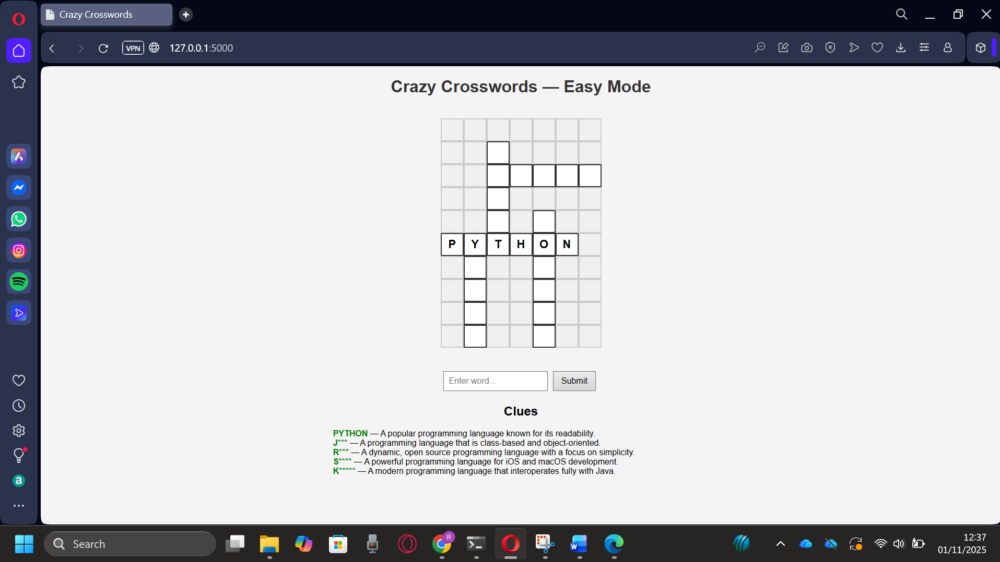 Crazy Crosswords
VPN
127.0.0.1:5000
Crazy Crosswords — Easy Mode
P Y T H O N
Enter word...
Submit
Clues
PYTHON — A popular programming language known for its readability.
J*** — A programming language that is class-based and object-oriented.
R*** — A dynamic, open source programming language with a focus on simplicity.
S**** — A powerful programming language for iOS and macOS development.
K***** — A modern programming language that interoperates fully with Java.
a
Search
R
W
12:37
01/11/2025